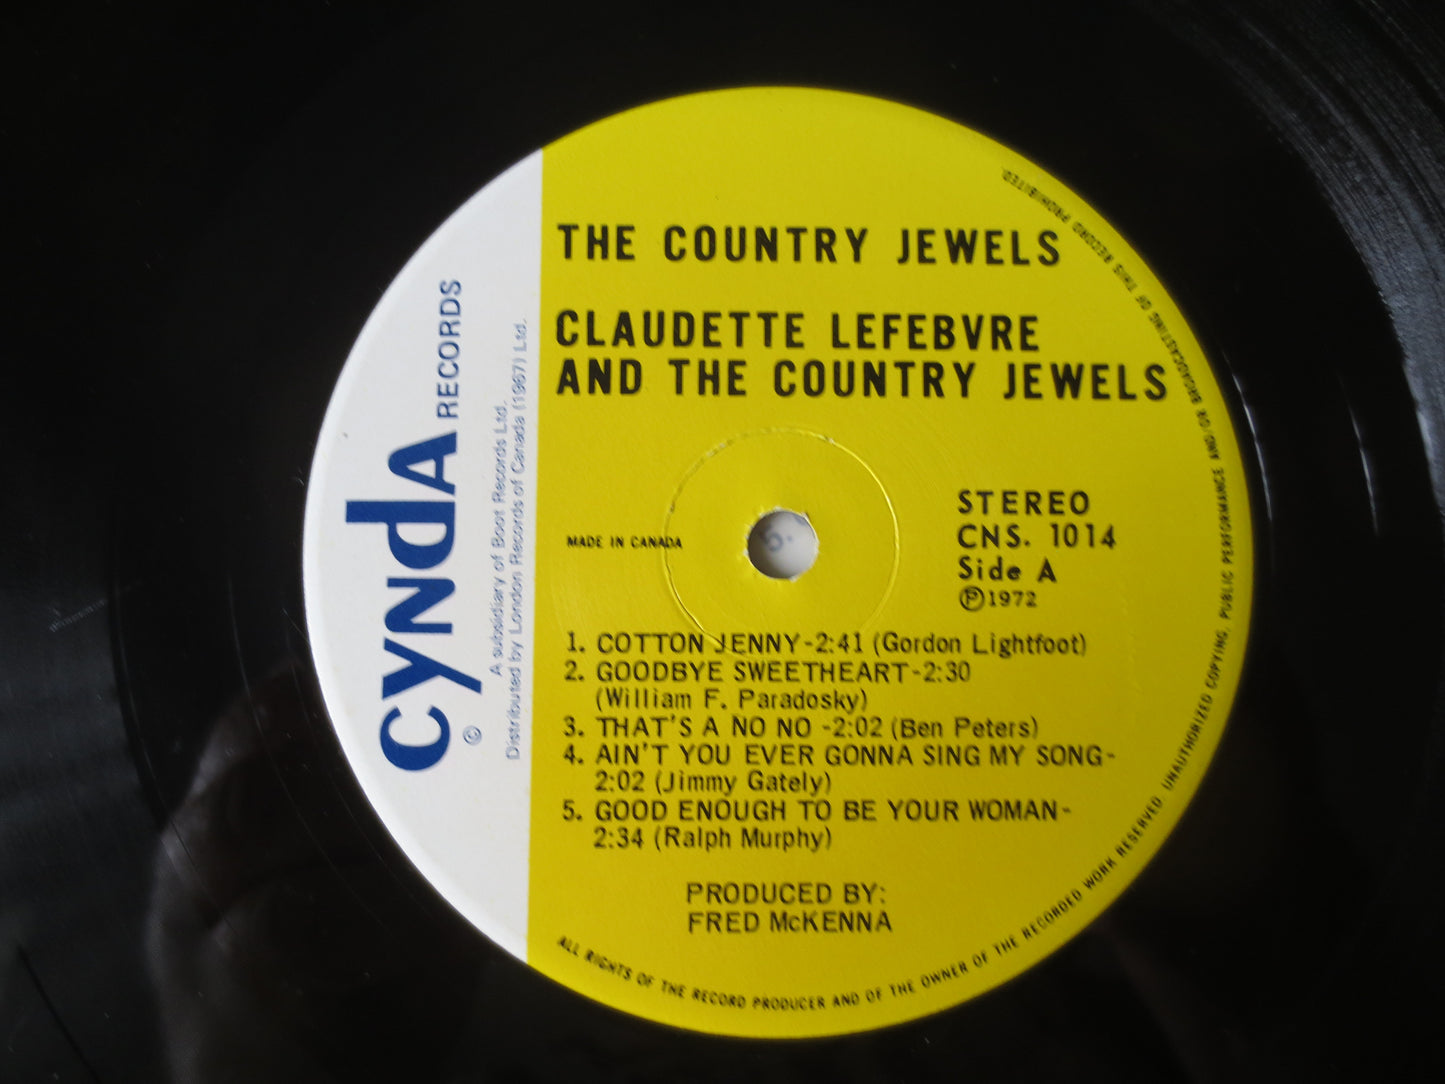 THE COUNTRY JEWELS
CLAUDETTE LEFEBVRE
AND THE COUNTRY JEWELS
CYNdA RECORDS
©
A subsidiary of Boot Records Ltd.
Distributed by London Records of Canada (1967) Ltd.
MADE IN CANADA
5.
STEREO
CNS. 1014
Side A
℗1972
1. COTTON JENNY-2:41 (Gordon Lightfoot)
2. GOODBYE SWEETHEART-2:30
(William F. Paradosky)
3. THAT'S A NO NO -2:02 (Ben Peters)
4. AIN'T YOU EVER GONNA SING MY SONG-
2:02 (Jimmy Gately)
5. GOOD ENOUGH TO BE YOUR WOMAN-
2:34 (Ralph Murphy)
PRODUCED BY:
FRED McKENNA
ALL RIGHTS OF THE RECORD PRODUCER AND OF THE OWNER OF THE RECORDED WORK RESERVED. UNAUTHORIZED COPYING, PUBLIC PERFORMANCE AND/OR BROADCASTING OF THIS RECORD PROHIBITED.